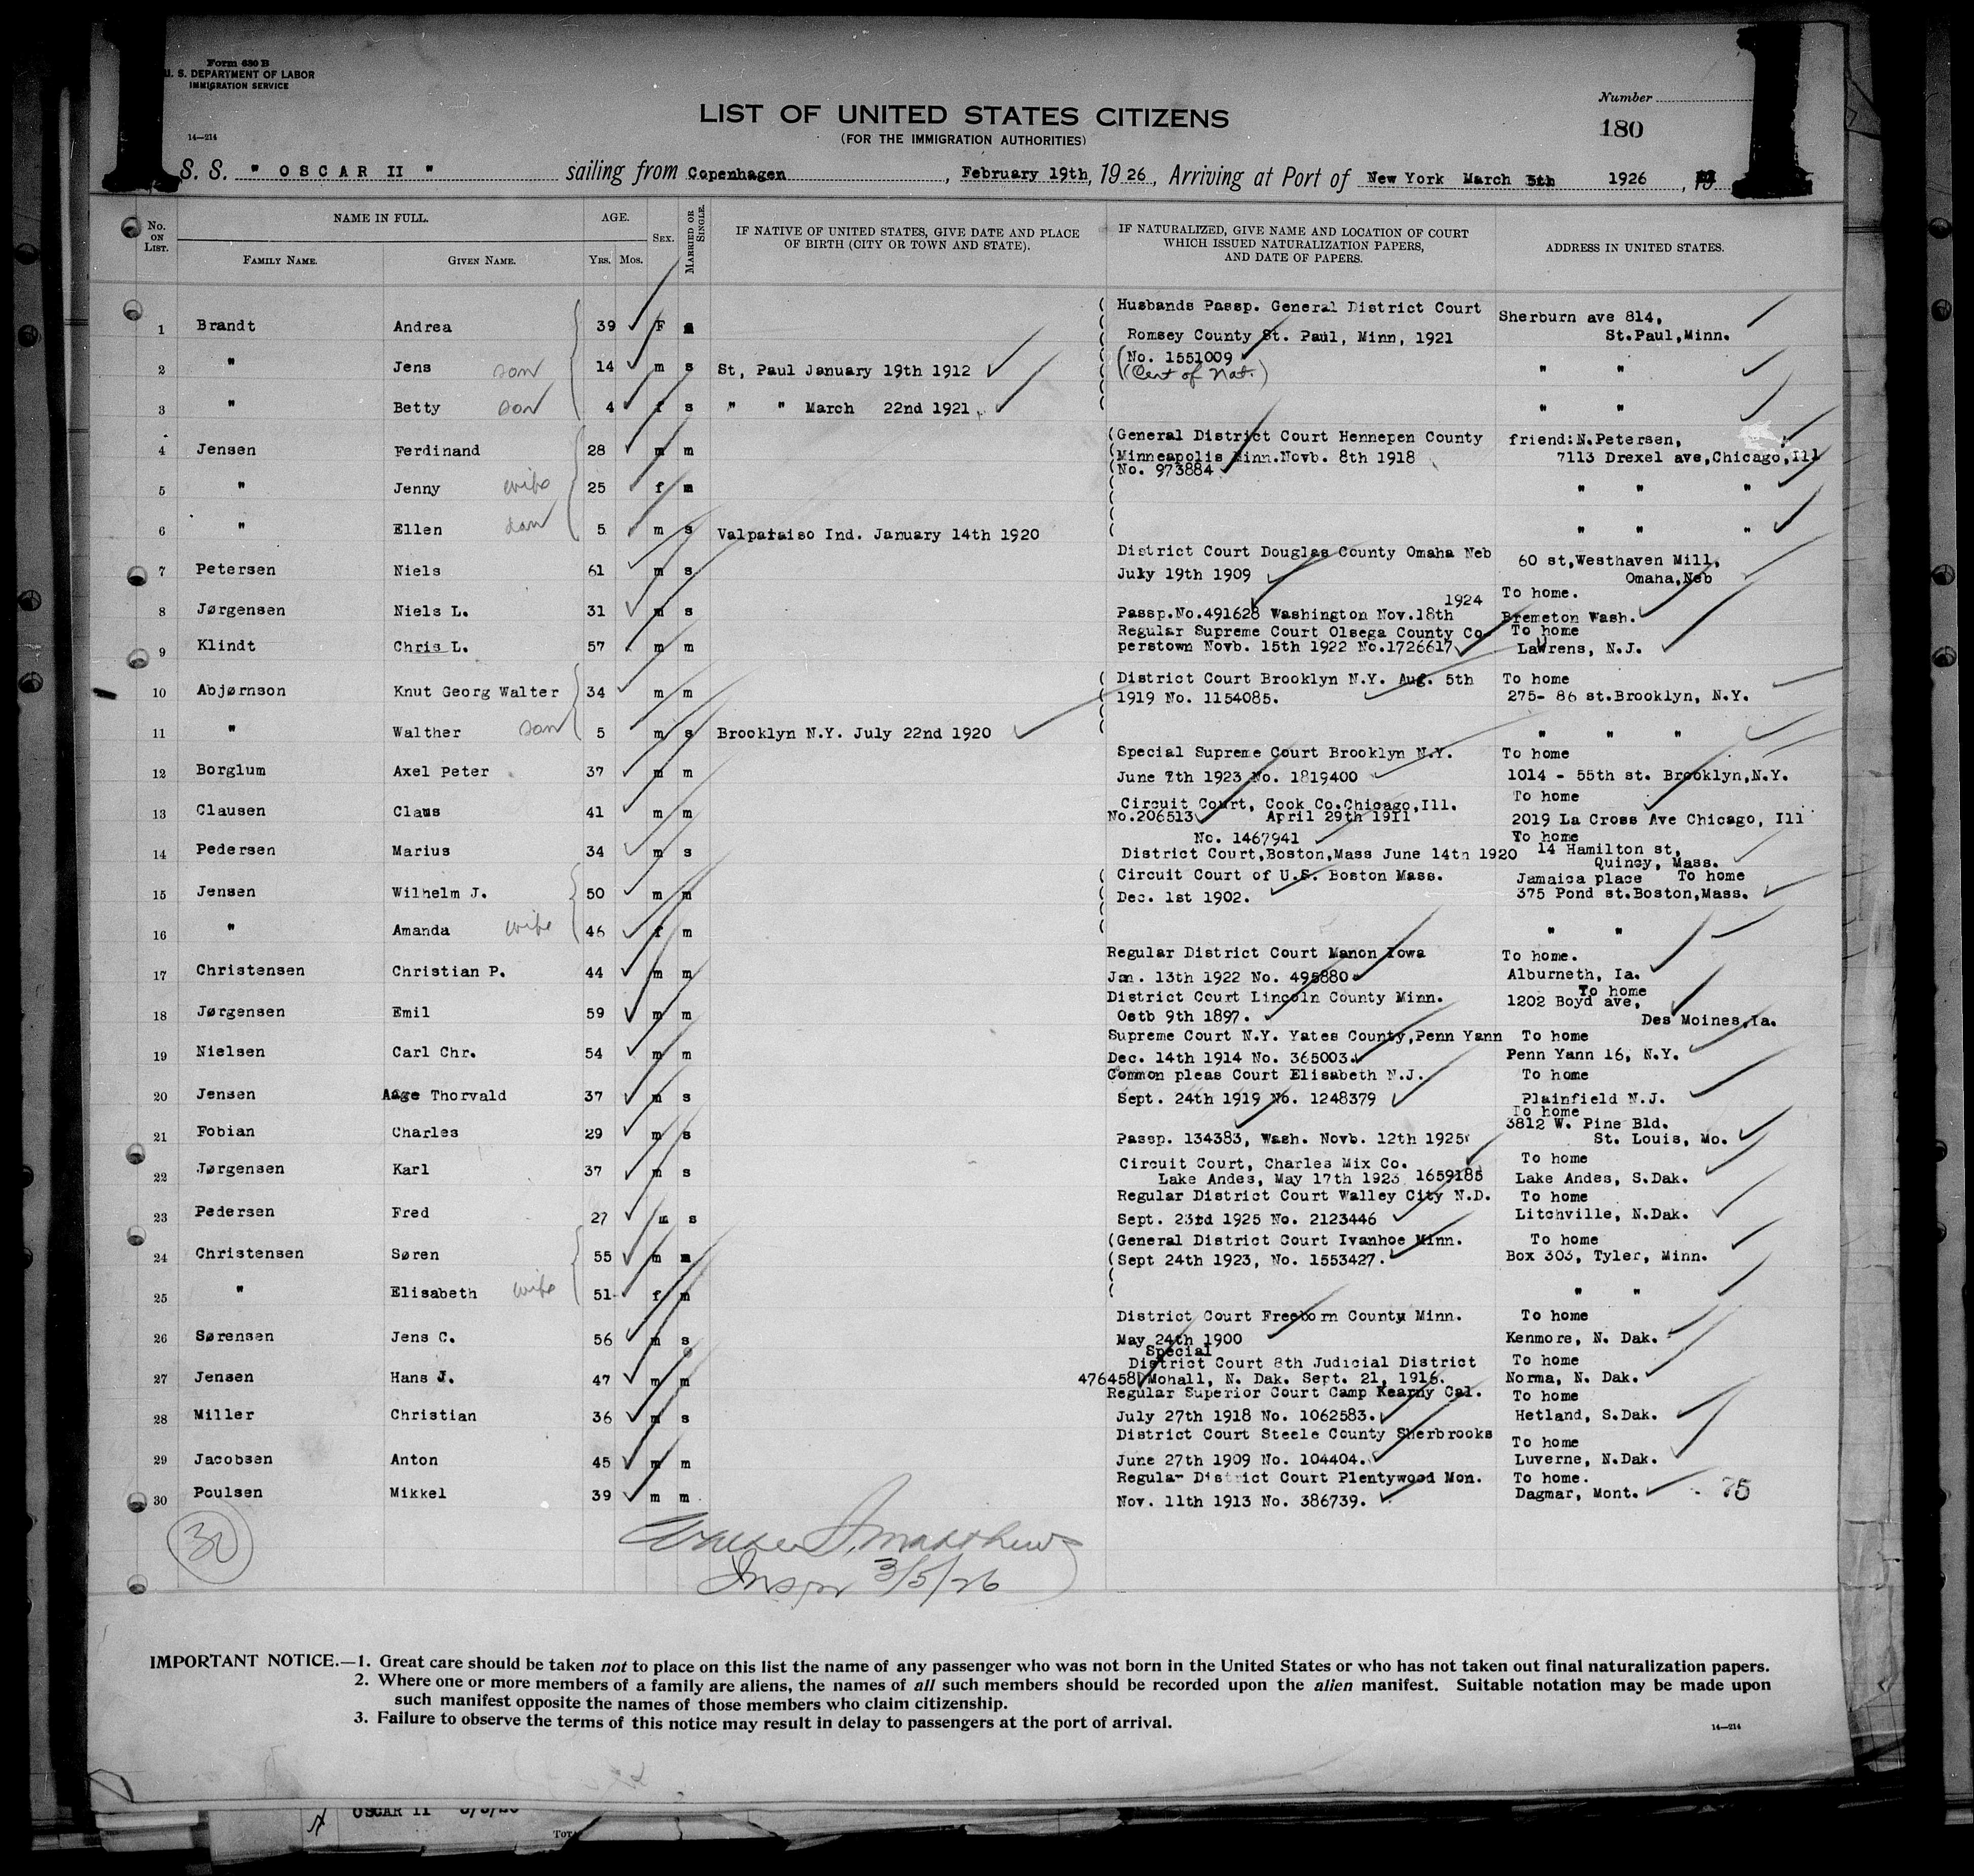 Form 630 B
U. S. DEPARTMENT OF LABOR
IMMIGRATION SERVICE
14—214
LIST OF UNITED STATES CITIZENS
(FOR THE IMMIGRATION AUTHORITIES)
Number
180
S. S. " OSCAR II " sailing from Copenhagen, February 19th, 1926, Arriving at Port of New York March 5th 1926, 19
No. ON LIST.
NAME IN FULL.
FAMILY NAME. GIVEN NAME.
AGE.
YRS. MOS.
SEX.
MARRIED OR SINGLE.
IF NATIVE OF UNITED STATES, GIVE DATE AND PLACE
OF BIRTH (CITY OR TOWN AND STATE).
IF NATURALIZED, GIVE NAME AND LOCATION OF COURT
WHICH ISSUED NATURALIZATION PAPERS,
AND DATE OF PAPERS.
ADDRESS IN UNITED STATES.
1 Brandt Andrea 39 F m Husbands Passp. General District Court
Romsey County St. Paul, Minn, 1921
Sherburn ave 814,
St.Paul,Minn.
2 " Jens son 14 m s St, Paul January 19th 1912 (No. 1551009
(Cert of Nat.) " "
3 " Betty son 4 f s " " March 22nd 1921. " "
4 Jensen Ferdinand 28 m m (General District Court Hennepen County
(Minneapolis Minn.Novb. 8th 1918
(No. 973884
friend:N.Petersen,
7113 Drexel ave,Chicago,Ill
5 " Jenny wife 25 f m " " "
6 " Ellen son 5 m s Valparaiso Ind. January 14th 1920 " " "
7 Petersen Niels 61 m s District Court Douglas County Omaha Neb
July 19th 1909
60 st,Westhaven Mill,
Omaha,Neb
8 Jørgensen Niels L. 31 m s 1924
Passp.No.491628 Washington Nov.18th
To home.
Bremeton Wash.
9 Klindt Chris L. 57 m m Regular Supreme Court Olsega County Co-
perstown Novb. 15th 1922 No.1726617
To home
Lawrens, N.J.
10 Abjørnson Knut Georg Walter 34 m m District Court Brooklyn N.Y. Aug. 5th
1919 No. 1154085.
To home
275- 86 st.Brooklyn, N.Y.
11 " Walther son 5 m s Brooklyn N.Y. July 22nd 1920 " " "
12 Borglum Axel Peter 37 m m Special Supreme Court Brooklyn N.Y.
June 7th 1923 No. 1819400
To home
1014 - 55th st. Brooklyn,N.Y.
13 Clausen Claus 41 m m Circuit Court, Cook Co.Chicago,Ill.
No.206513 April 29th 1911
To home
2019 La Cross Ave Chicago, Ill
14 Pedersen Marius 34 m s No. 1467941
District Court,Boston,Mass June 14th 1920
To home
14 Hamilton st,
Quincy, Mass.
15 Jensen Wilhelm J. 50 m m Circuit Court of U.S. Boston Mass.
Dec. 1st 1902.
Jamaica place To home
375 Pond st.Boston,Mass.
16 " Amanda wife 46 f m " "
17 Christensen Christian P. 44 m m Regular District Court Manon Iowa
Jan. 13th 1922 No. 495880
To home.
Alburneth, Ia.
18 Jørgensen Emil 59 m m District Court Lincoln County Minn.
Ostb 9th 1897.
To home
1202 Boyd ave,
Des Moines,Ia.
19 Nielsen Carl Chr. 54 m m Supreme Court N.Y. Yates County,Penn Yann
Dec. 14th 1914 No. 365003.
To home
Penn Yann 16, N.Y.
20 Jensen Aage Thorvald 37 m s Common pleas Court Elisabeth N.J.
Sept. 24th 1919 No. 1248379
To home
Plainfield N.J.
21 Fobian Charles 29 m s Passp. 134383, Wash. Novb. 12th 1925
To home
3812 W. Pine Bld.
St. Louis, Mo.
22 Jørgensen Karl 37 m s Circuit Court, Charles Mix Co.
Lake Andes, May 17th 1923 1659185
To home
Lake Andes, S.Dak.
23 Pedersen Fred 27 m s Regular District Court Walley City N.D.
Sept. 23rd 1925 No. 2123446
To home
Litchville, N.Dak.
24 Christensen Søren 55 m m (General District Court Ivanhoe Minn.
(Sept 24th 1923, No. 1553427.
To home
Box 303, Tyler, Minn.
25 " Elisabeth wife 51 f m " "
26 Sørensen Jens C. 56 m s District Court Freeborn County Minn.
May 24th 1900
To home
Kenmore, N. Dak.
27 Jensen Hans J. 47 m m Special
District Court 8th Judicial District
476458 Mohall, N. Dak. Sept. 21, 1916.
To home
Norma, N. Dak.
28 Miller Christian 36 m s Regular Superior Court Camp Kearny Cal.
July 27th 1918 No. 1062583.
To home
Hetland, S.Dak.
29 Jacobsen Anton 45 m m District Court Steele County Sherbrooks
June 27th 1909 No. 104404.
To home
Luverne, N.Dak.
30 Poulsen Mikkel 39 m m Regular District Court Plentywood Mon.
Nov. 11th 1913 No. 386739.
To home.
Dagmar, Mont. 75
30
Matthews
Inspr 3/5/26
IMPORTANT NOTICE.—1. Great care should be taken not to place on this list the name of any passenger who was not born in the United States or who has not taken out final naturalization papers.
2. Where one or more members of a family are aliens, the names of all such members should be recorded upon the alien manifest. Suitable notation may be made upon
such manifest opposite the names of those members who claim citizenship.
3. Failure to observe the terms of this notice may result in delay to passengers at the port of arrival.
14—214
OSCAR II